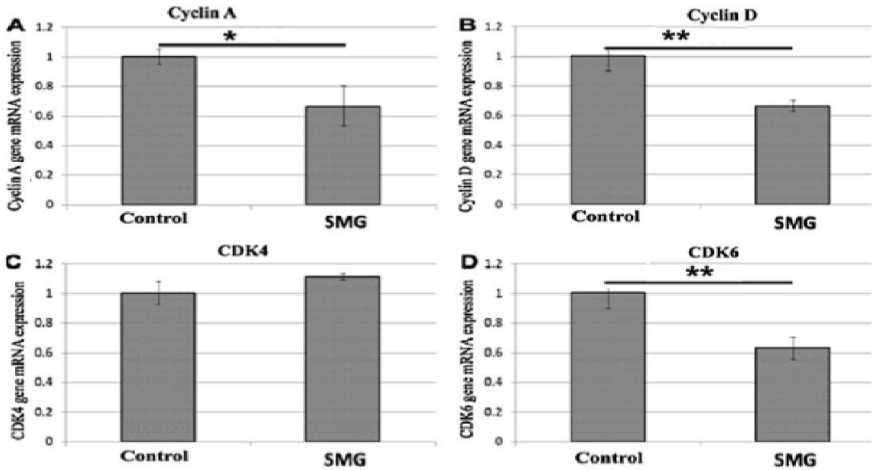 A
Cyclin A
Cyclin A gene mRNA expression
1.2
1
0.8
0.6
0.4
0.2
0
*
Control
SMG
B
Cyclin D
Cyclin D gene mRNA expression
1.2
1
0.8
0.6
0.4
0.2
0
**
Control
SMG
C
CDK4
CDK4 gene mRNA expression
1.2
1
0.8
0.6
0.4
0.2
0
Control
SMG
D
CDK6
CDK6 gene mRNA expression
1.2
1
0.8
0.6
0.4
0.2
0
**
Control
SMG